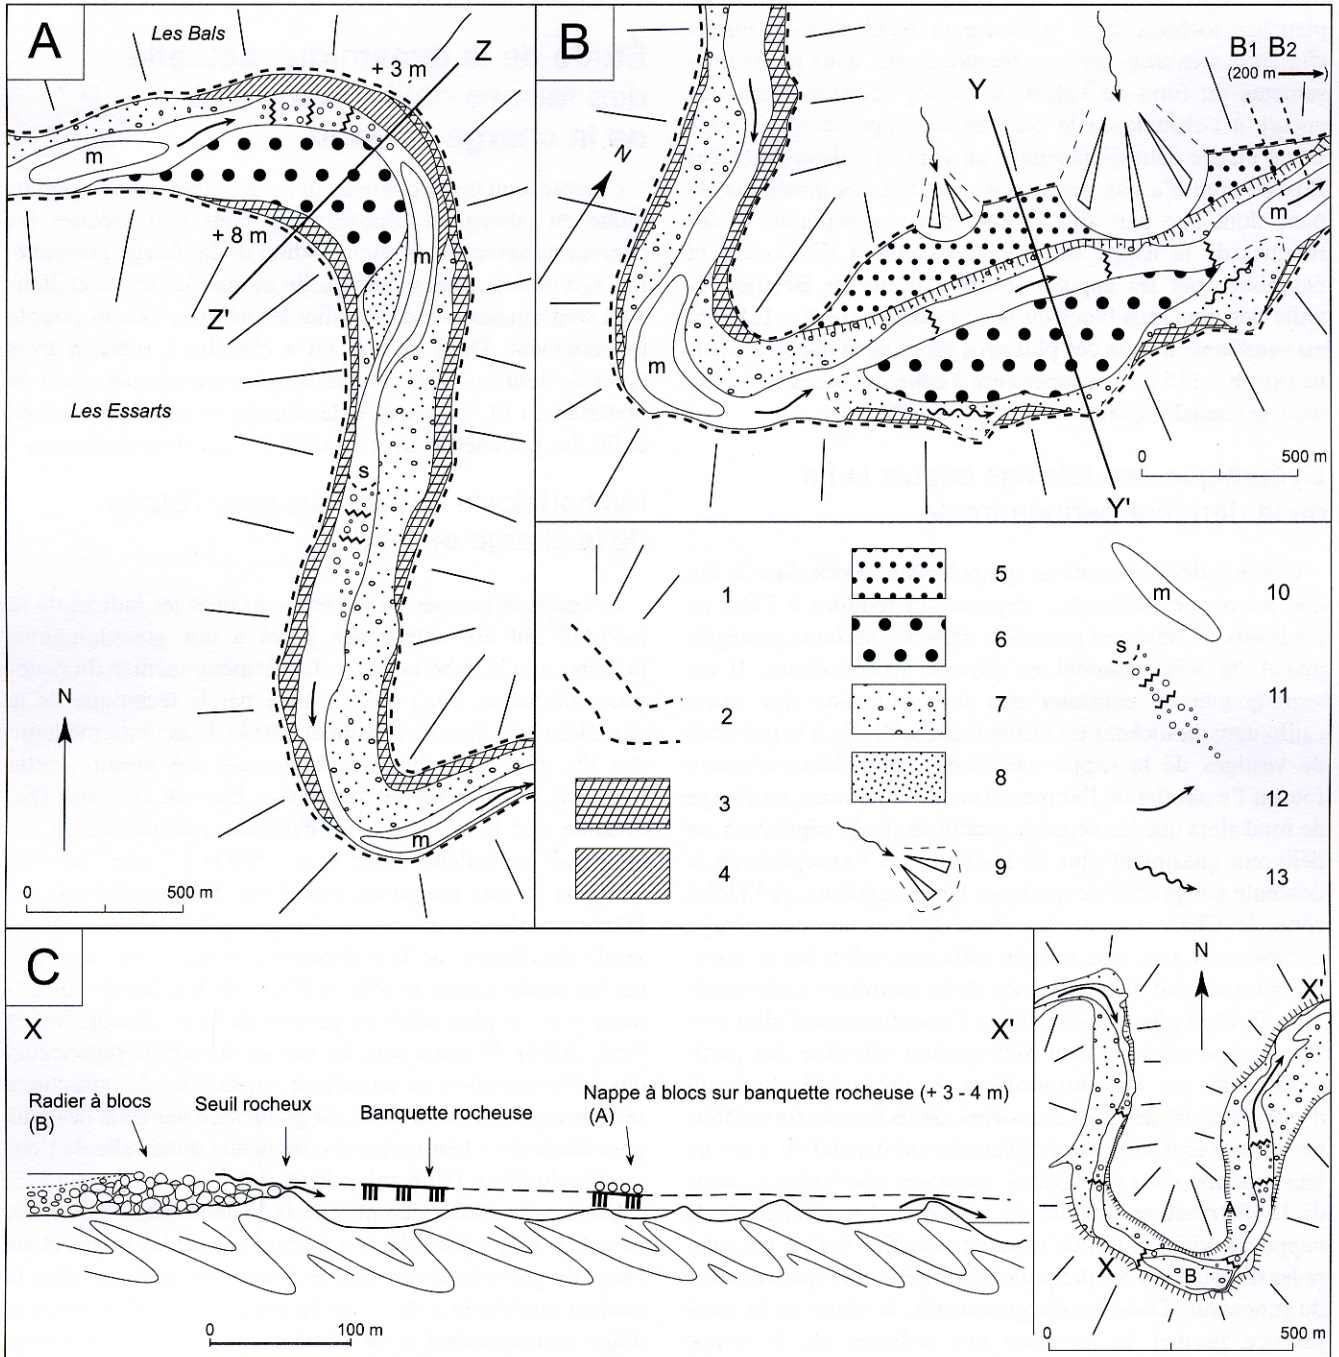 A
Les Bals
Z
+ 3 m
m
+ 8 m
m
Z'
Les Essarts
s
N
m
0
500 m
B
Y
B1 B2
(200 m)
N
m
m
0
500 m
Y'
1
2
3
4
5
6
7
8
9
m
10
s
11
12
13
C
X
X'
Radier à blocs
(B)
Seuil rocheux
Banquette rocheuse
Nappe à blocs sur banquette rocheuse (+ 3 - 4 m)
(A)
0
100 m
N
X'
A
X
B
0
500 m